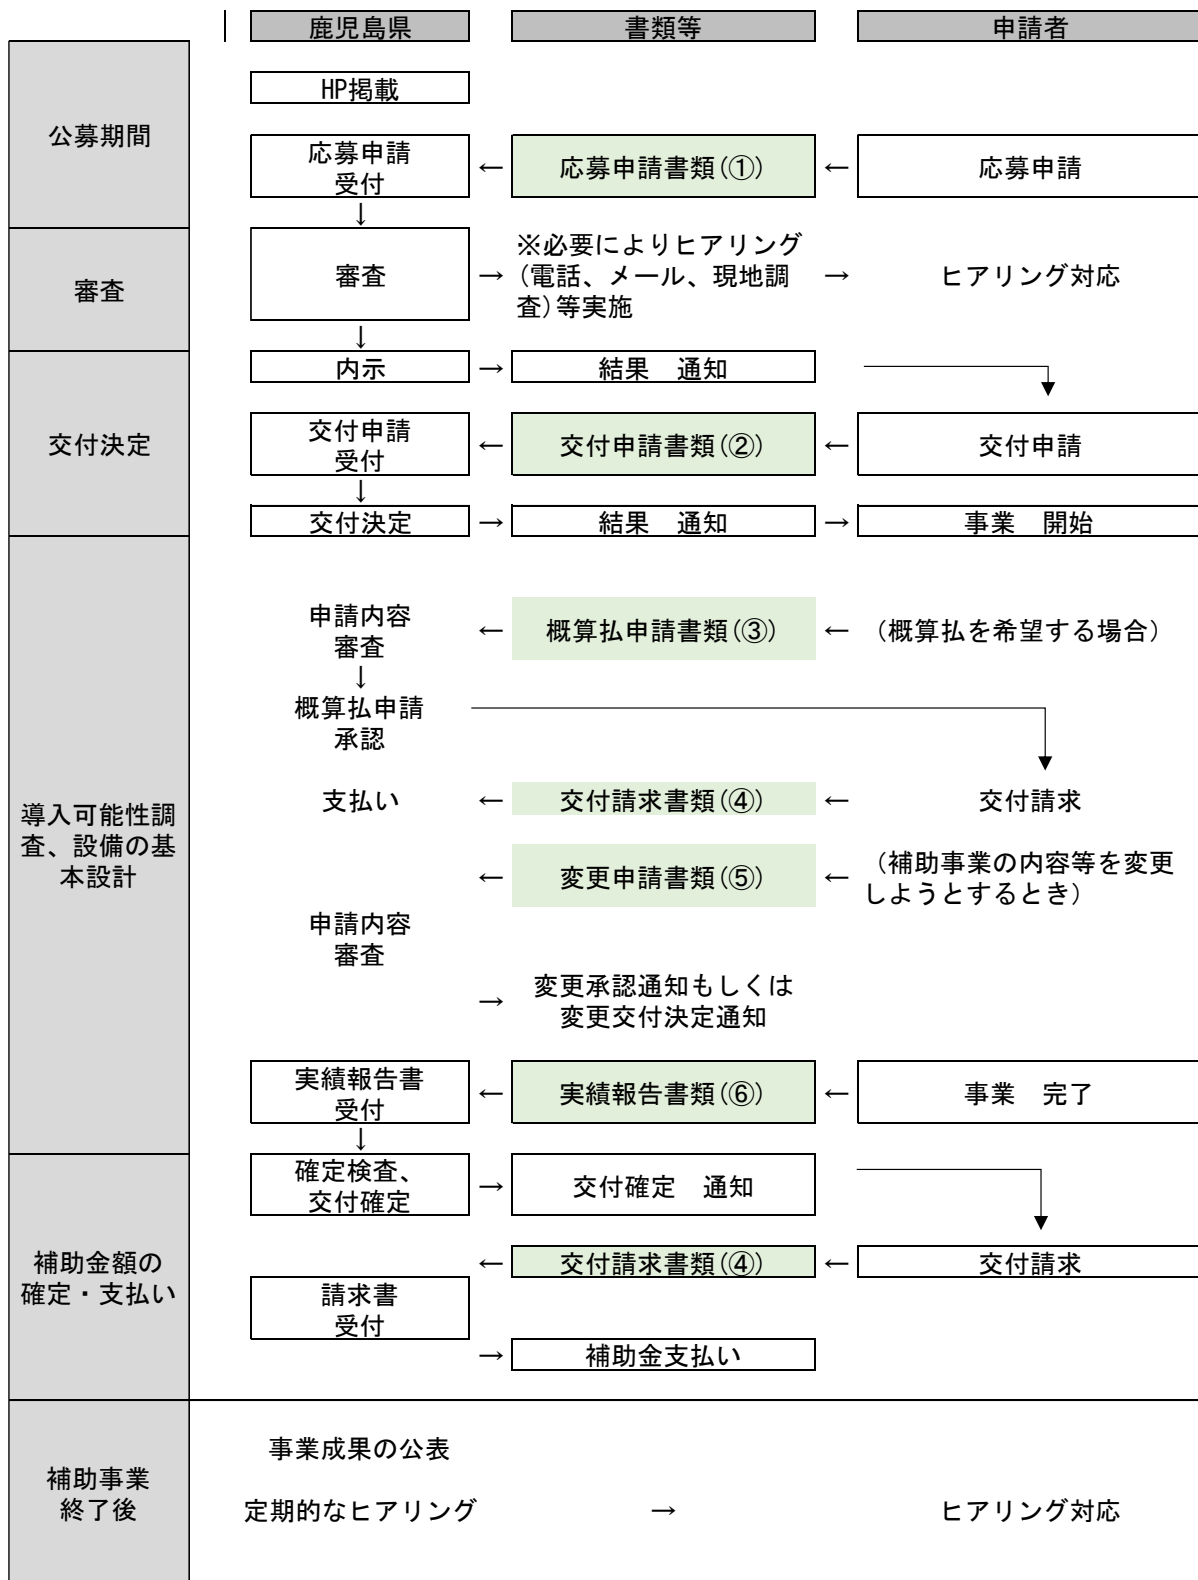 鹿児島県 書類等 申請者
公募期間
HP掲載
応募申請
受付
←
応募申請書類(①)
←
応募申請
↓
審査
審査
→
※必要によりヒアリング
(電話、メール、現地調
査)等実施
→
ヒアリング対応
↓
交付決定
内示
→
結果　通知
交付申請
受付
←
交付申請書類(②)
←
交付申請
↓
交付決定
→
結果　通知
→
事業　開始
導入可能性調
査、設備の基
本設計
申請内容
審査
←
概算払申請書類(③)
←
(概算払を希望する場合)
↓
概算払申請
承認
支払い
←
交付請求書類(④)
←
交付請求
←
変更申請書類(⑤)
←
(補助事業の内容等を変更
しようとするとき)
申請内容
審査
→
変更承認通知もしくは
変更交付決定通知
実績報告書
受付
←
実績報告書類(⑥)
←
事業　完了
↓
補助金額の
確定・支払い
確定検査、
交付確定
→
交付確定　通知
←
交付請求書類(④)
←
交付請求
請求書
受付
→
補助金支払い
補助事業
終了後
事業成果の公表
定期的なヒアリング
→
ヒアリング対応